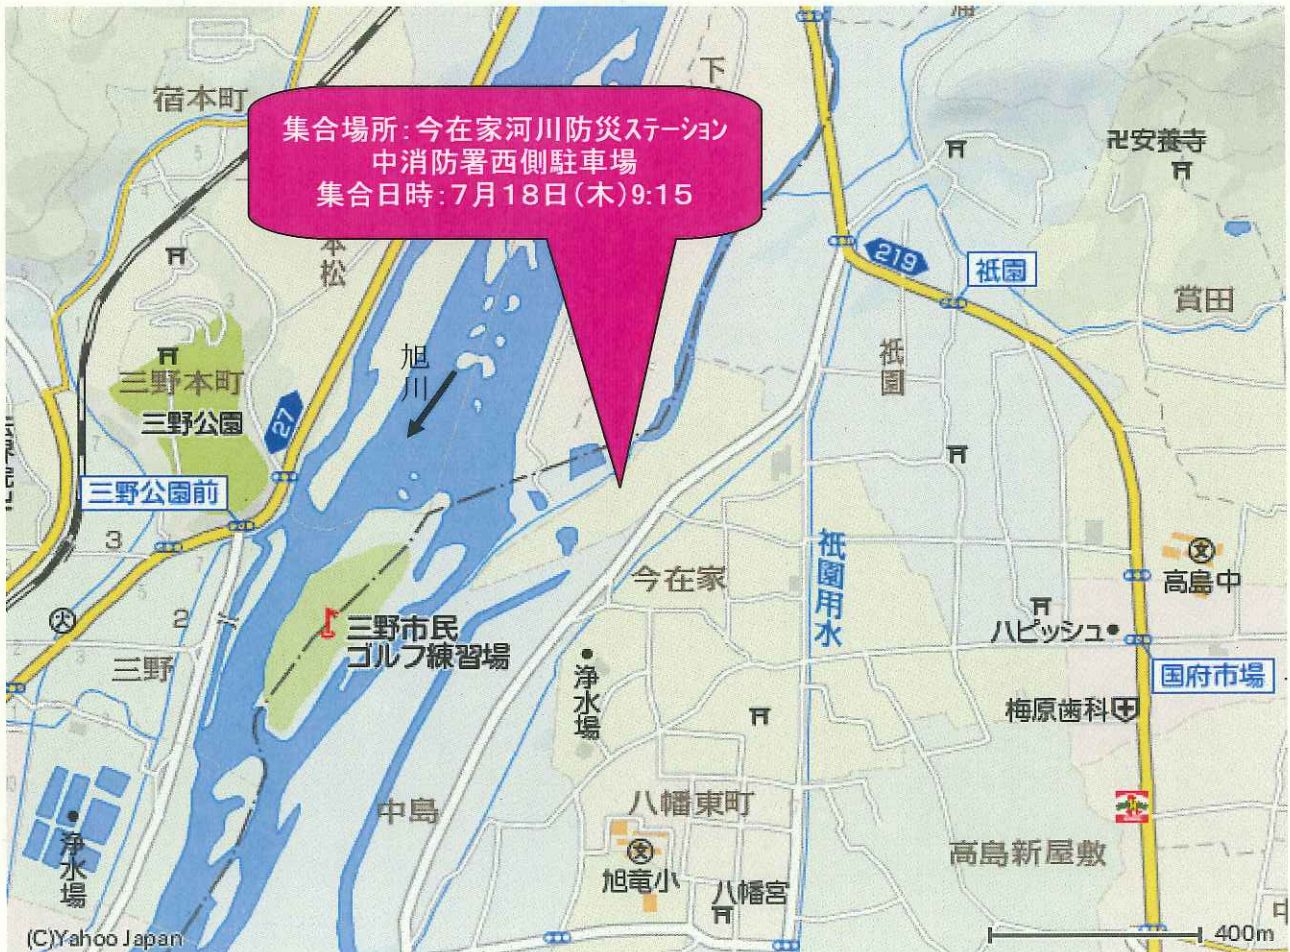 宿本町
下
集合場所:今在家河川防災ステーション
中消防署西側駐車場
集合日時:7月18日(木)9:15
卍安養寺
本松
219
祇園
賞田
旭川
祇園
三野本町
三野公園
27
三野公園前
3
祇園用水
今在家
文
高島中
火
2
三野市民
ゴルフ練習場
ハピッシュ
三野
浄水場
国府市場
梅原歯科
中島
八幡東町
浄水場
高島新屋敷
文
旭竜小
八幡宮
中
(C)Yahoo Japan
400m